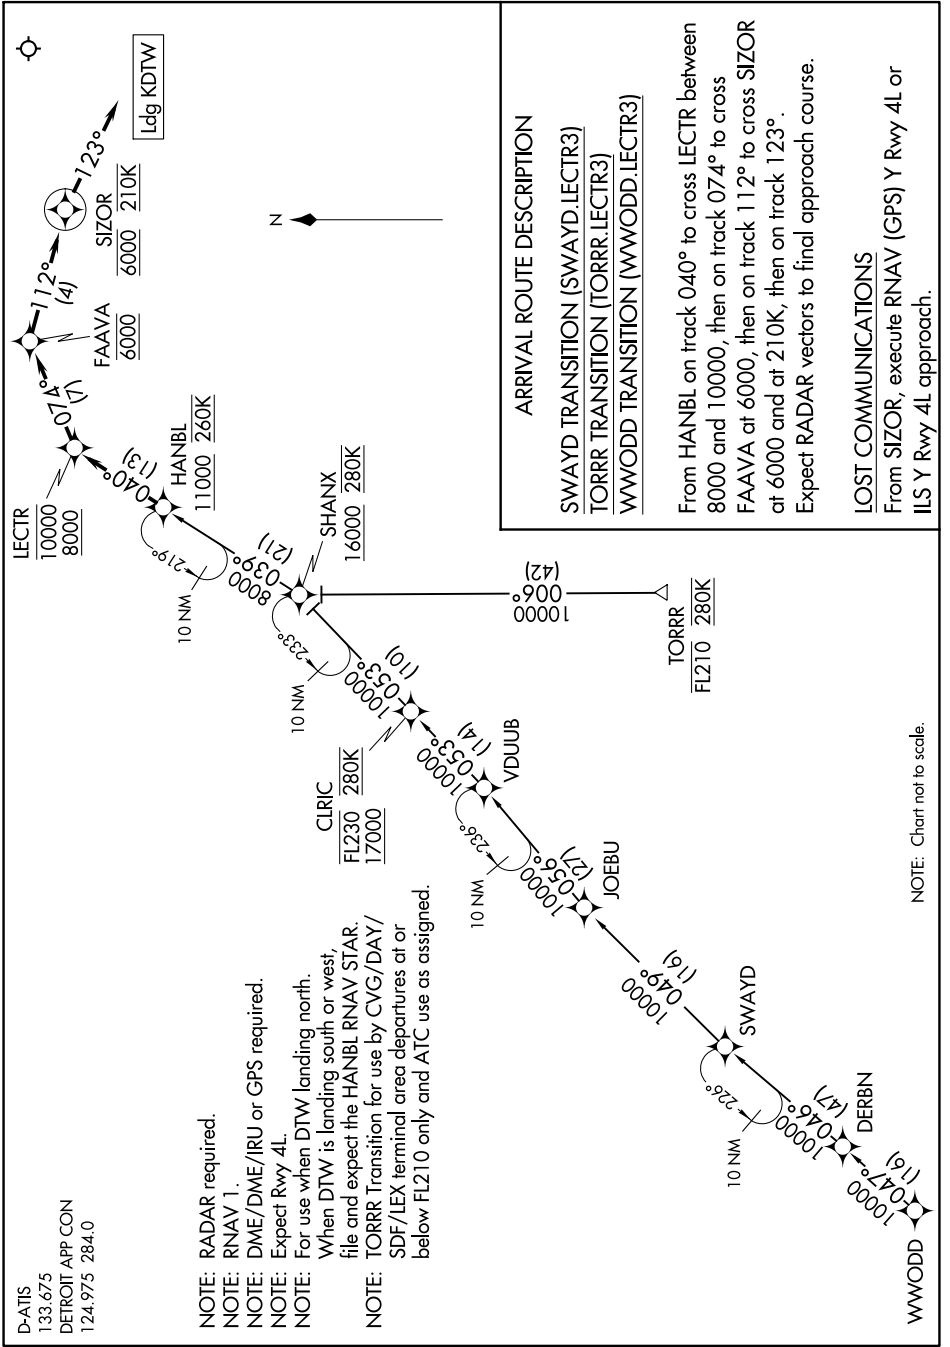 D-ATIS
133.675
DETROIT APP CON
124.975 284.0
NOTE: RADAR required.
NOTE: RNAV 1.
NOTE: DME/DME/IRU or GPS required.
NOTE: Expect Rwy 4L.
NOTE: For use when DTW landing north.
When DTW is landing south or west,
file and expect the HANBL RNAV STAR.
NOTE: TORRR Transition for use by CVG/DAY/
SDF/LEX terminal area departures at or
below FL210 only and ATC use as assigned.
WWODD
10000
047°
(16)
DERBN
10000
046°
(47)
10 NM
226°
SWAYD
10000
049°
(16)
JOEBU
10000
056°
(27)
10 NM
236°
VDUUB
10000
053°
(14)
CLRIC
FL230 280K
17000
10000
053°
(10)
10 NM
233°
SHANX
16000 280K
TORRR
FL210 280K
10000
006°
(42)
8000
039°
(21)
10 NM
219°
HANBL
11000 260K
040°
(13)
LECTR
10000
8000
074°
(7)
FAAVA
6000
112°
(4)
SIZOR
6000 210K
123°
Ldg KDTW
N
NOTE: Chart not to scale.
ARRIVAL ROUTE DESCRIPTION
SWAYD TRANSITION (SWAYD.LECTR3)
TORRR TRANSITION (TORRR.LECTR3)
WWODD TRANSITION (WWODD.LECTR3)
From HANBL on track 040° to cross LECTR between
8000 and 10000, then on track 074° to cross
FAAVA at 6000, then on track 112° to cross SIZOR
at 6000 and at 210K, then on track 123°.
Expect RADAR vectors to final approach course.
LOST COMMUNICATIONS
From SIZOR, execute RNAV (GPS) Y Rwy 4L or
ILS Y Rwy 4L approach.